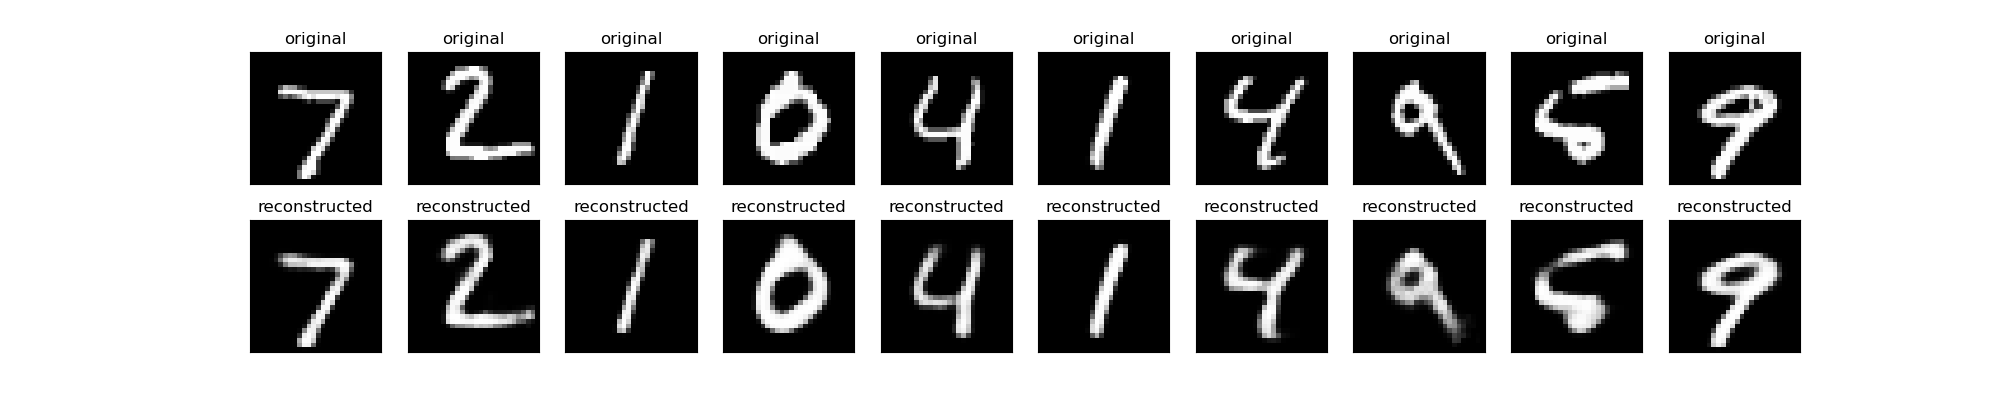 original original original original original original original original original original
7 2 1 0 4 1 4 9 5 9
reconstructed reconstructed reconstructed reconstructed reconstructed reconstructed reconstructed reconstructed reconstructed reconstructed
7 2 1 0 4 1 4 9 5 9